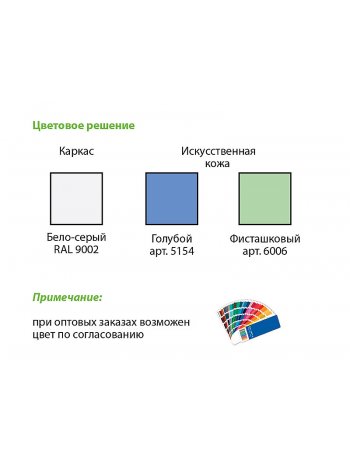 Цветовое решение
Каркас
Искусственная
кожа
Бело-серый
RAL 9002
Голубой
арт. 5154
Фисташковый
арт. 6006
Примечание:
при оптовых заказах возможен
цвет по согласованию